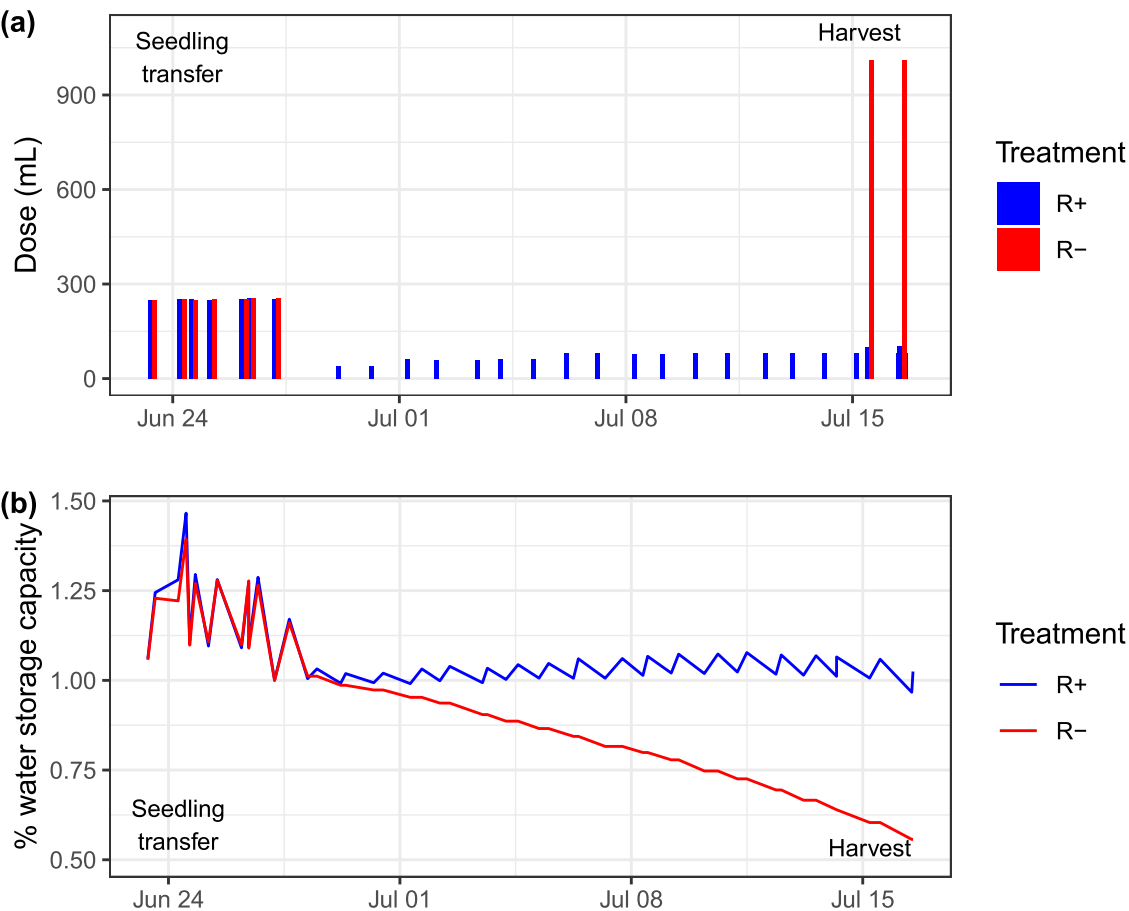 (a)
Seedling
transfer
Harvest
Dose (mL)
900
600
300
0
Jun 24
Jul 01
Jul 08
Jul 15
Treatment
R+
R−
(b)
% water storage capacity
1.50
1.25
1.00
0.75
0.50
Seedling
transfer
Harvest
Jun 24
Jul 01
Jul 08
Jul 15
Treatment
R+
R−